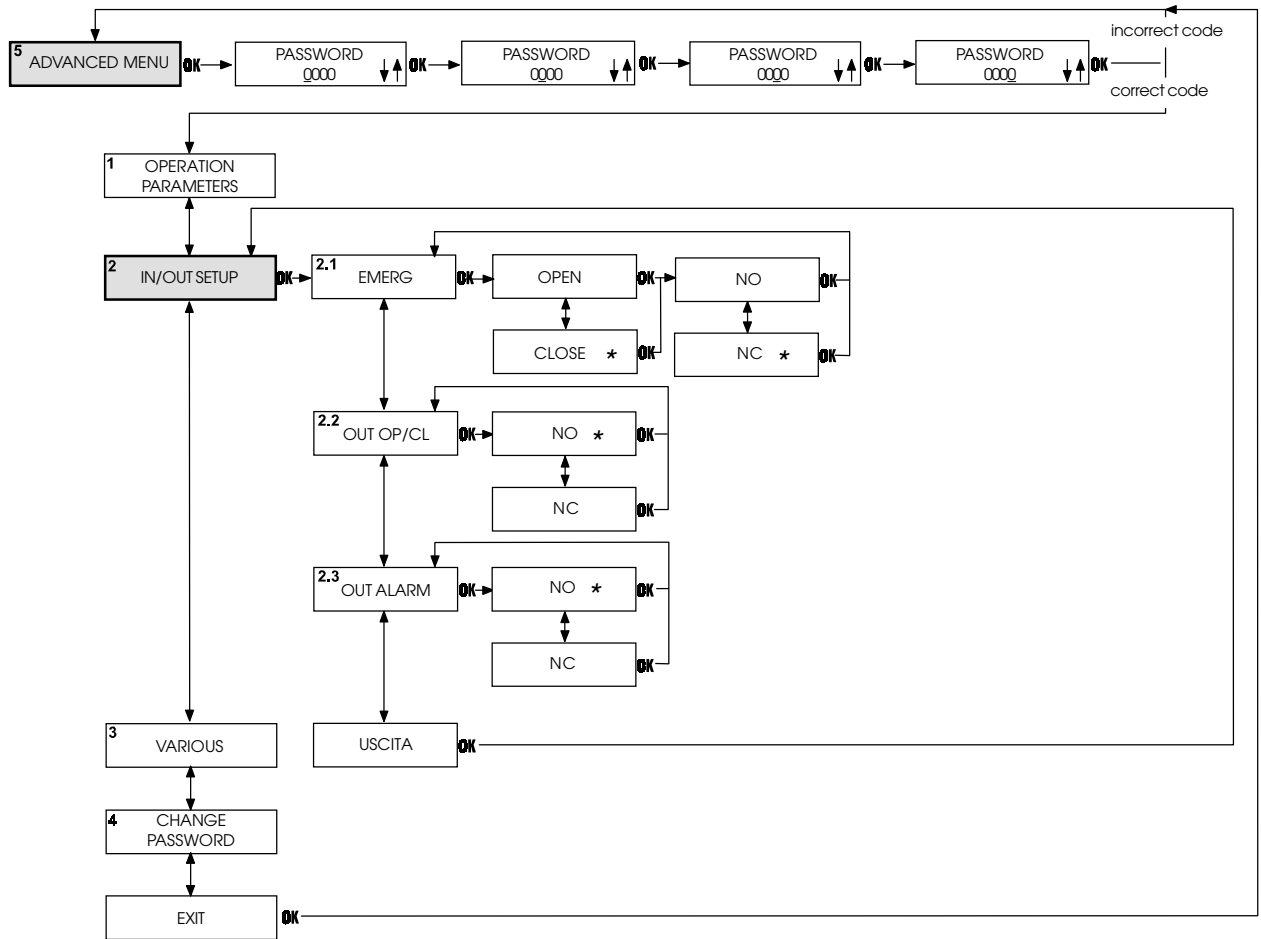 incorrect code
5 ADVANCED MENU OK PASSWORD OK PASSWORD OK PASSWORD OK PASSWORD OK
0000 0000 0000 0000
correct code
1 OPERATION
PARAMETERS
2 IN/OUT SETUP OK 2.1 EMERG OK OPEN OK NO OK
CLOSE * OK NC * OK
2.2 OUT OP/CL OK NO * OK
NC OK
2.3 OUT ALARM OK NO * OK
NC OK
3 VARIOUS USCITA OK
4 CHANGE
PASSWORD
EXIT OK